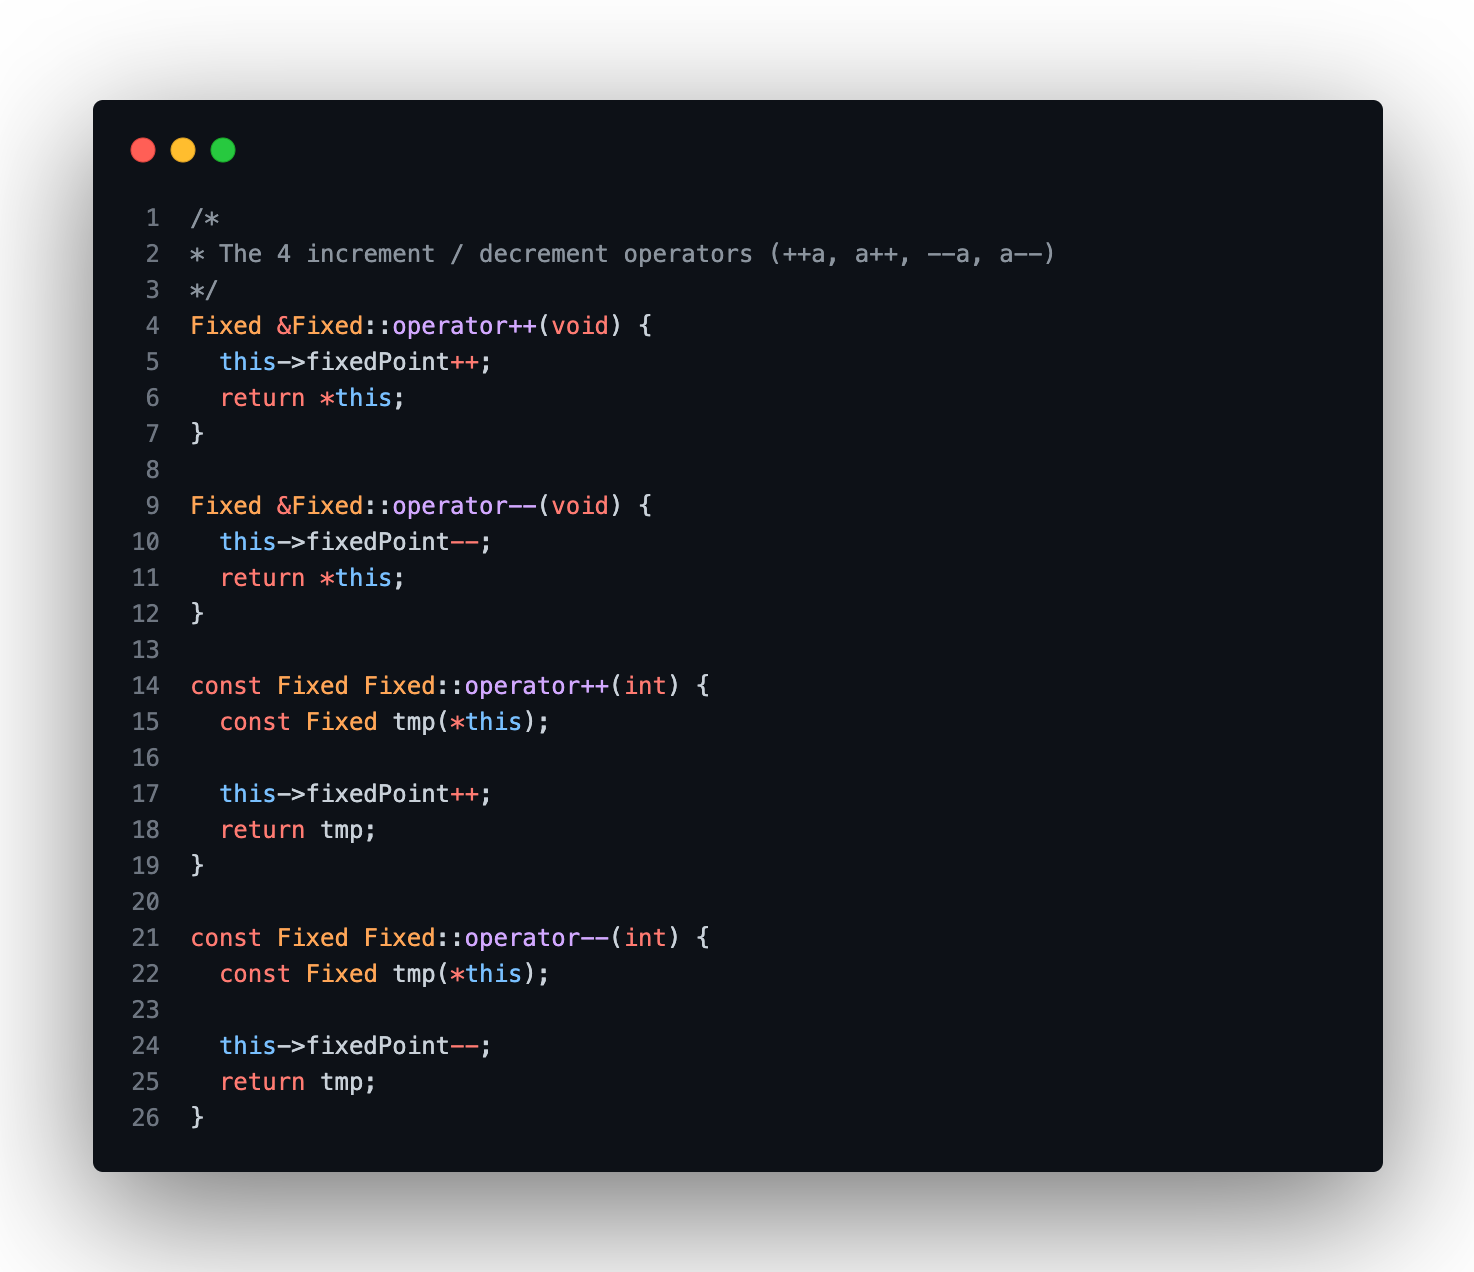 1 /*
2 * The 4 increment / decrement operators (++a, a++, --a, a--)
3 */
4 Fixed &Fixed::operator++(void) {
5   this->fixedPoint++;
6   return *this;
7 }
8
9 Fixed &Fixed::operator--(void) {
10   this->fixedPoint--;
11   return *this;
12 }
13
14 const Fixed Fixed::operator++(int) {
15   const Fixed tmp(*this);
16
17   this->fixedPoint++;
18   return tmp;
19 }
20
21 const Fixed Fixed::operator--(int) {
22   const Fixed tmp(*this);
23
24   this->fixedPoint--;
25   return tmp;
26 }